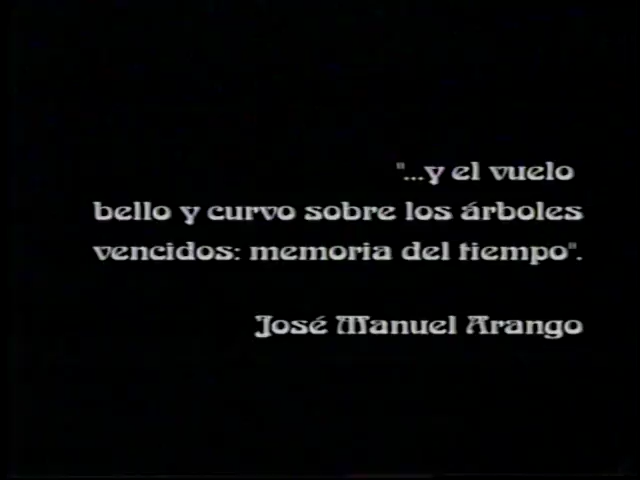 "...y el vuelo
bello y curvo sobre los árboles
vencidos: memoria del tiempo".
José Manuel Arango